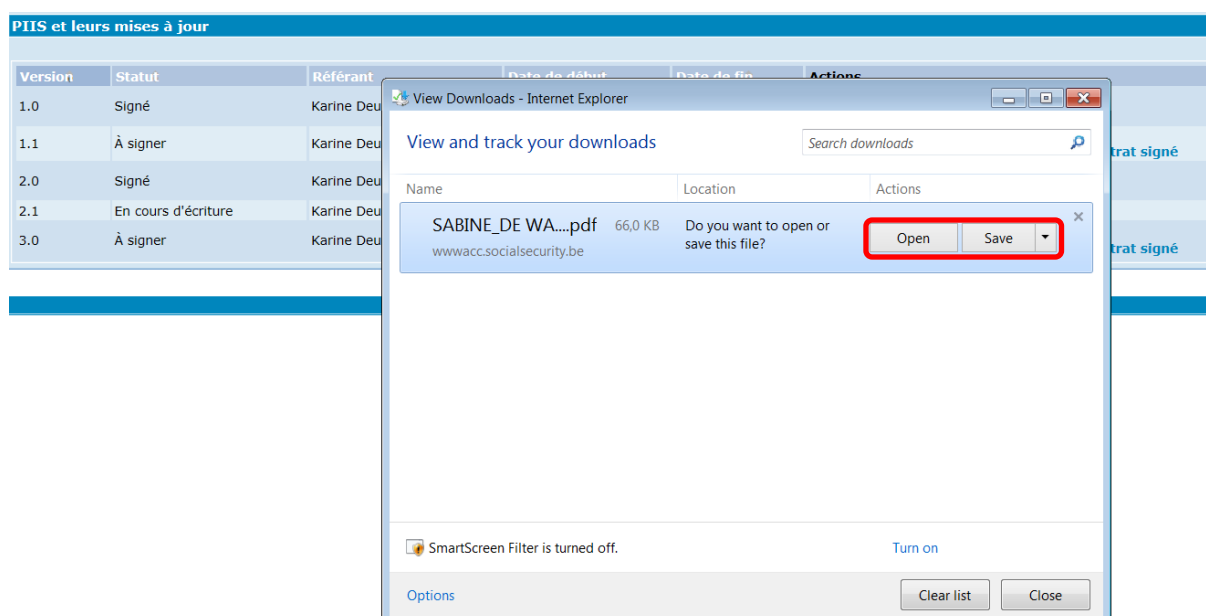 PIIS et leurs mises à jour
Version Statut Référant Date de début Date de fin Actions
1.0 Signé Karine Deu
1.1 À signer Karine Deu trat signé
2.0 Signé Karine Deu
2.1 En cours d'écriture Karine Deu
3.0 À signer Karine Deu trat signé
View Downloads - Internet Explorer
View and track your downloads Search downloads
Name Location Actions
SABINE_DE WA....pdf 66,0 KB Do you want to open or Open Save
wwwacc.socialsecurity.be save this file?
SmartScreen Filter is turned off. Turn on
Options Clear list Close